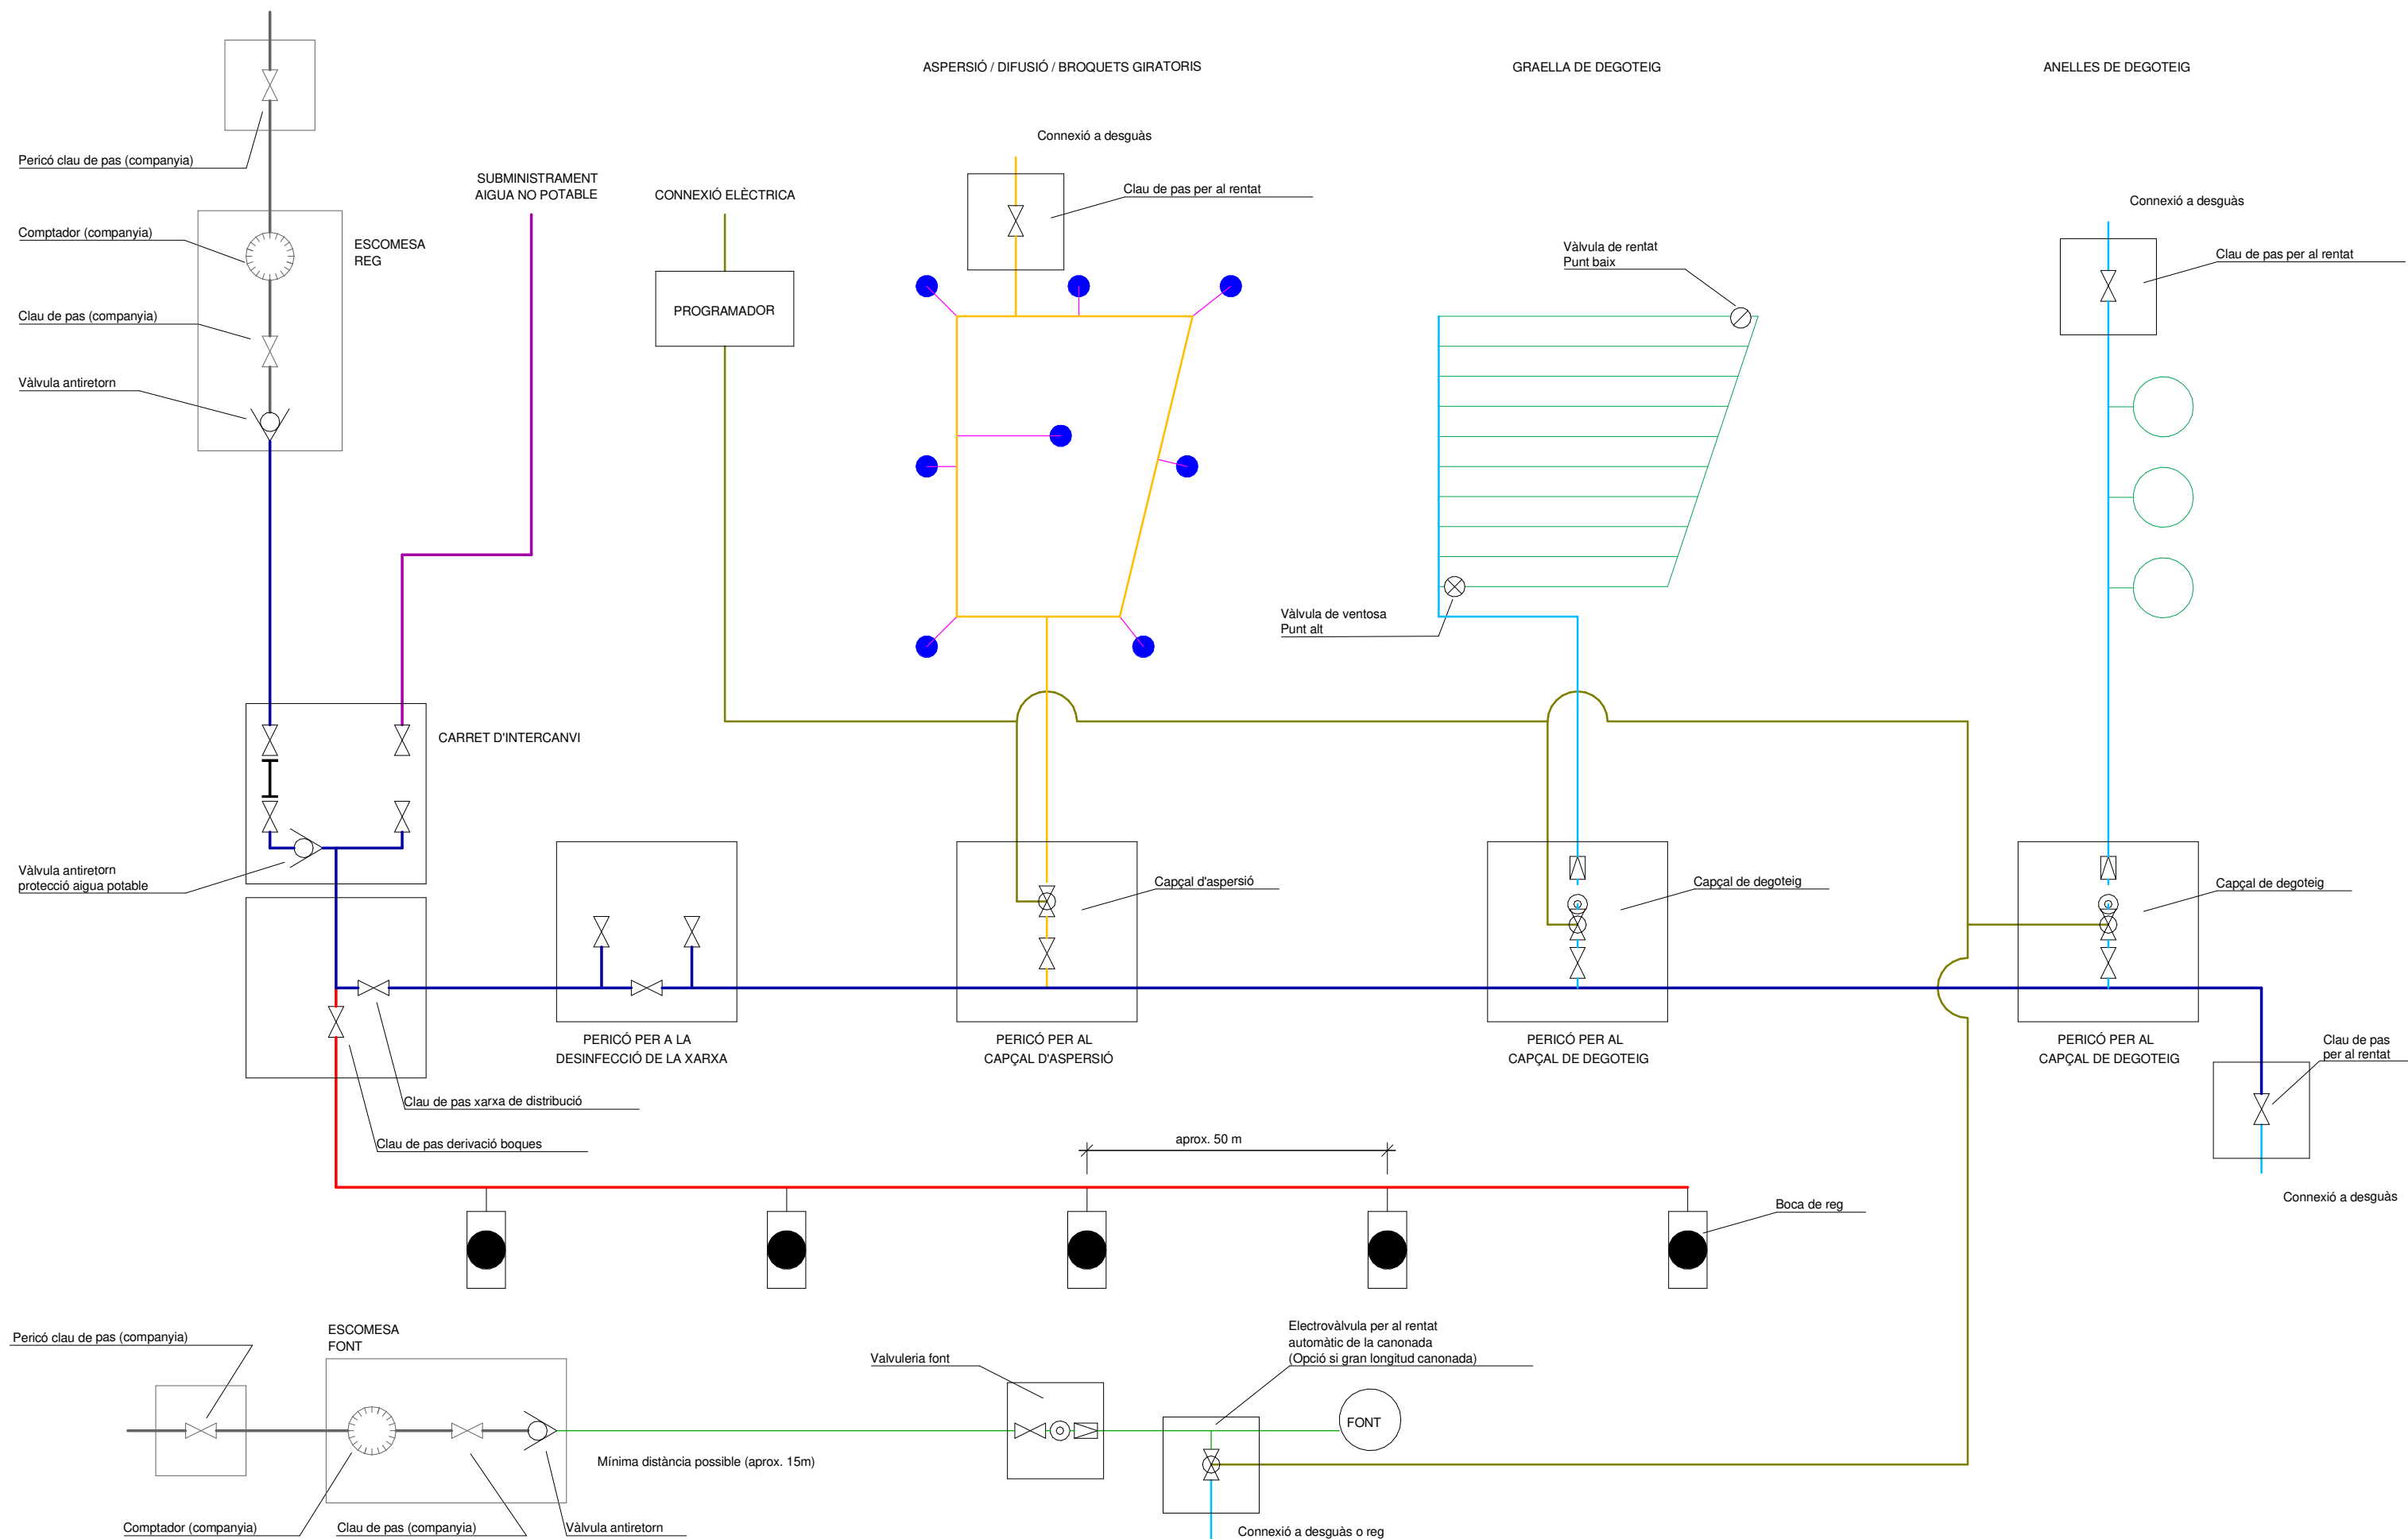 ASPERSIÓ / DIFUSIÓ / BROQUETS GIRATORIS
GRAELLA DE DEGOTEIG
ANELLES DE DEGOTEIG
Connexió a desguàs
Pericó clau de pas (companyia)
SUBMINISTRAMENT
AIGUA NO POTABLE
CONNEXIÓ ELÈCTRICA
Clau de pas per al rentat
Connexió a desguàs
Comptador (companyia)
ESCOMESA
REG
Vàlvula de rentat
Punt baix
Clau de pas per al rentat
PROGRAMADOR
Clau de pas (companyia)
Vàlvula antiretorn
Vàlvula de ventosa
Punt alt
CARRET D'INTERCANVI
Vàlvula antiretorn
protecció aigua potable
Capçal d'aspersió
Capçal de degoteig
Capçal de degoteig
PERICÓ PER A LA
DESINFECCIÓ DE LA XARXA
PERICÓ PER AL
CAPÇAL D'ASPERSIÓ
PERICÓ PER AL
CAPÇAL DE DEGOTEIG
PERICÓ PER AL
CAPÇAL DE DEGOTEIG
Clau de pas
per al rentat
Clau de pas xarxa de distribució
Clau de pas derivació boques
aprox. 50 m
Boca de reg
Connexió a desguàs
Pericó clau de pas (companyia)
ESCOMESA
FONT
Valvuleria font
Electrovàlvula per al rentat
automàtic de la canonada
(Opció si gran longitud canonada)
FONT
Mínima distància possible (aprox. 15m)
Comptador (companyia)
Clau de pas (companyia)
Vàlvula antiretorn
Connexió a desguàs o reg